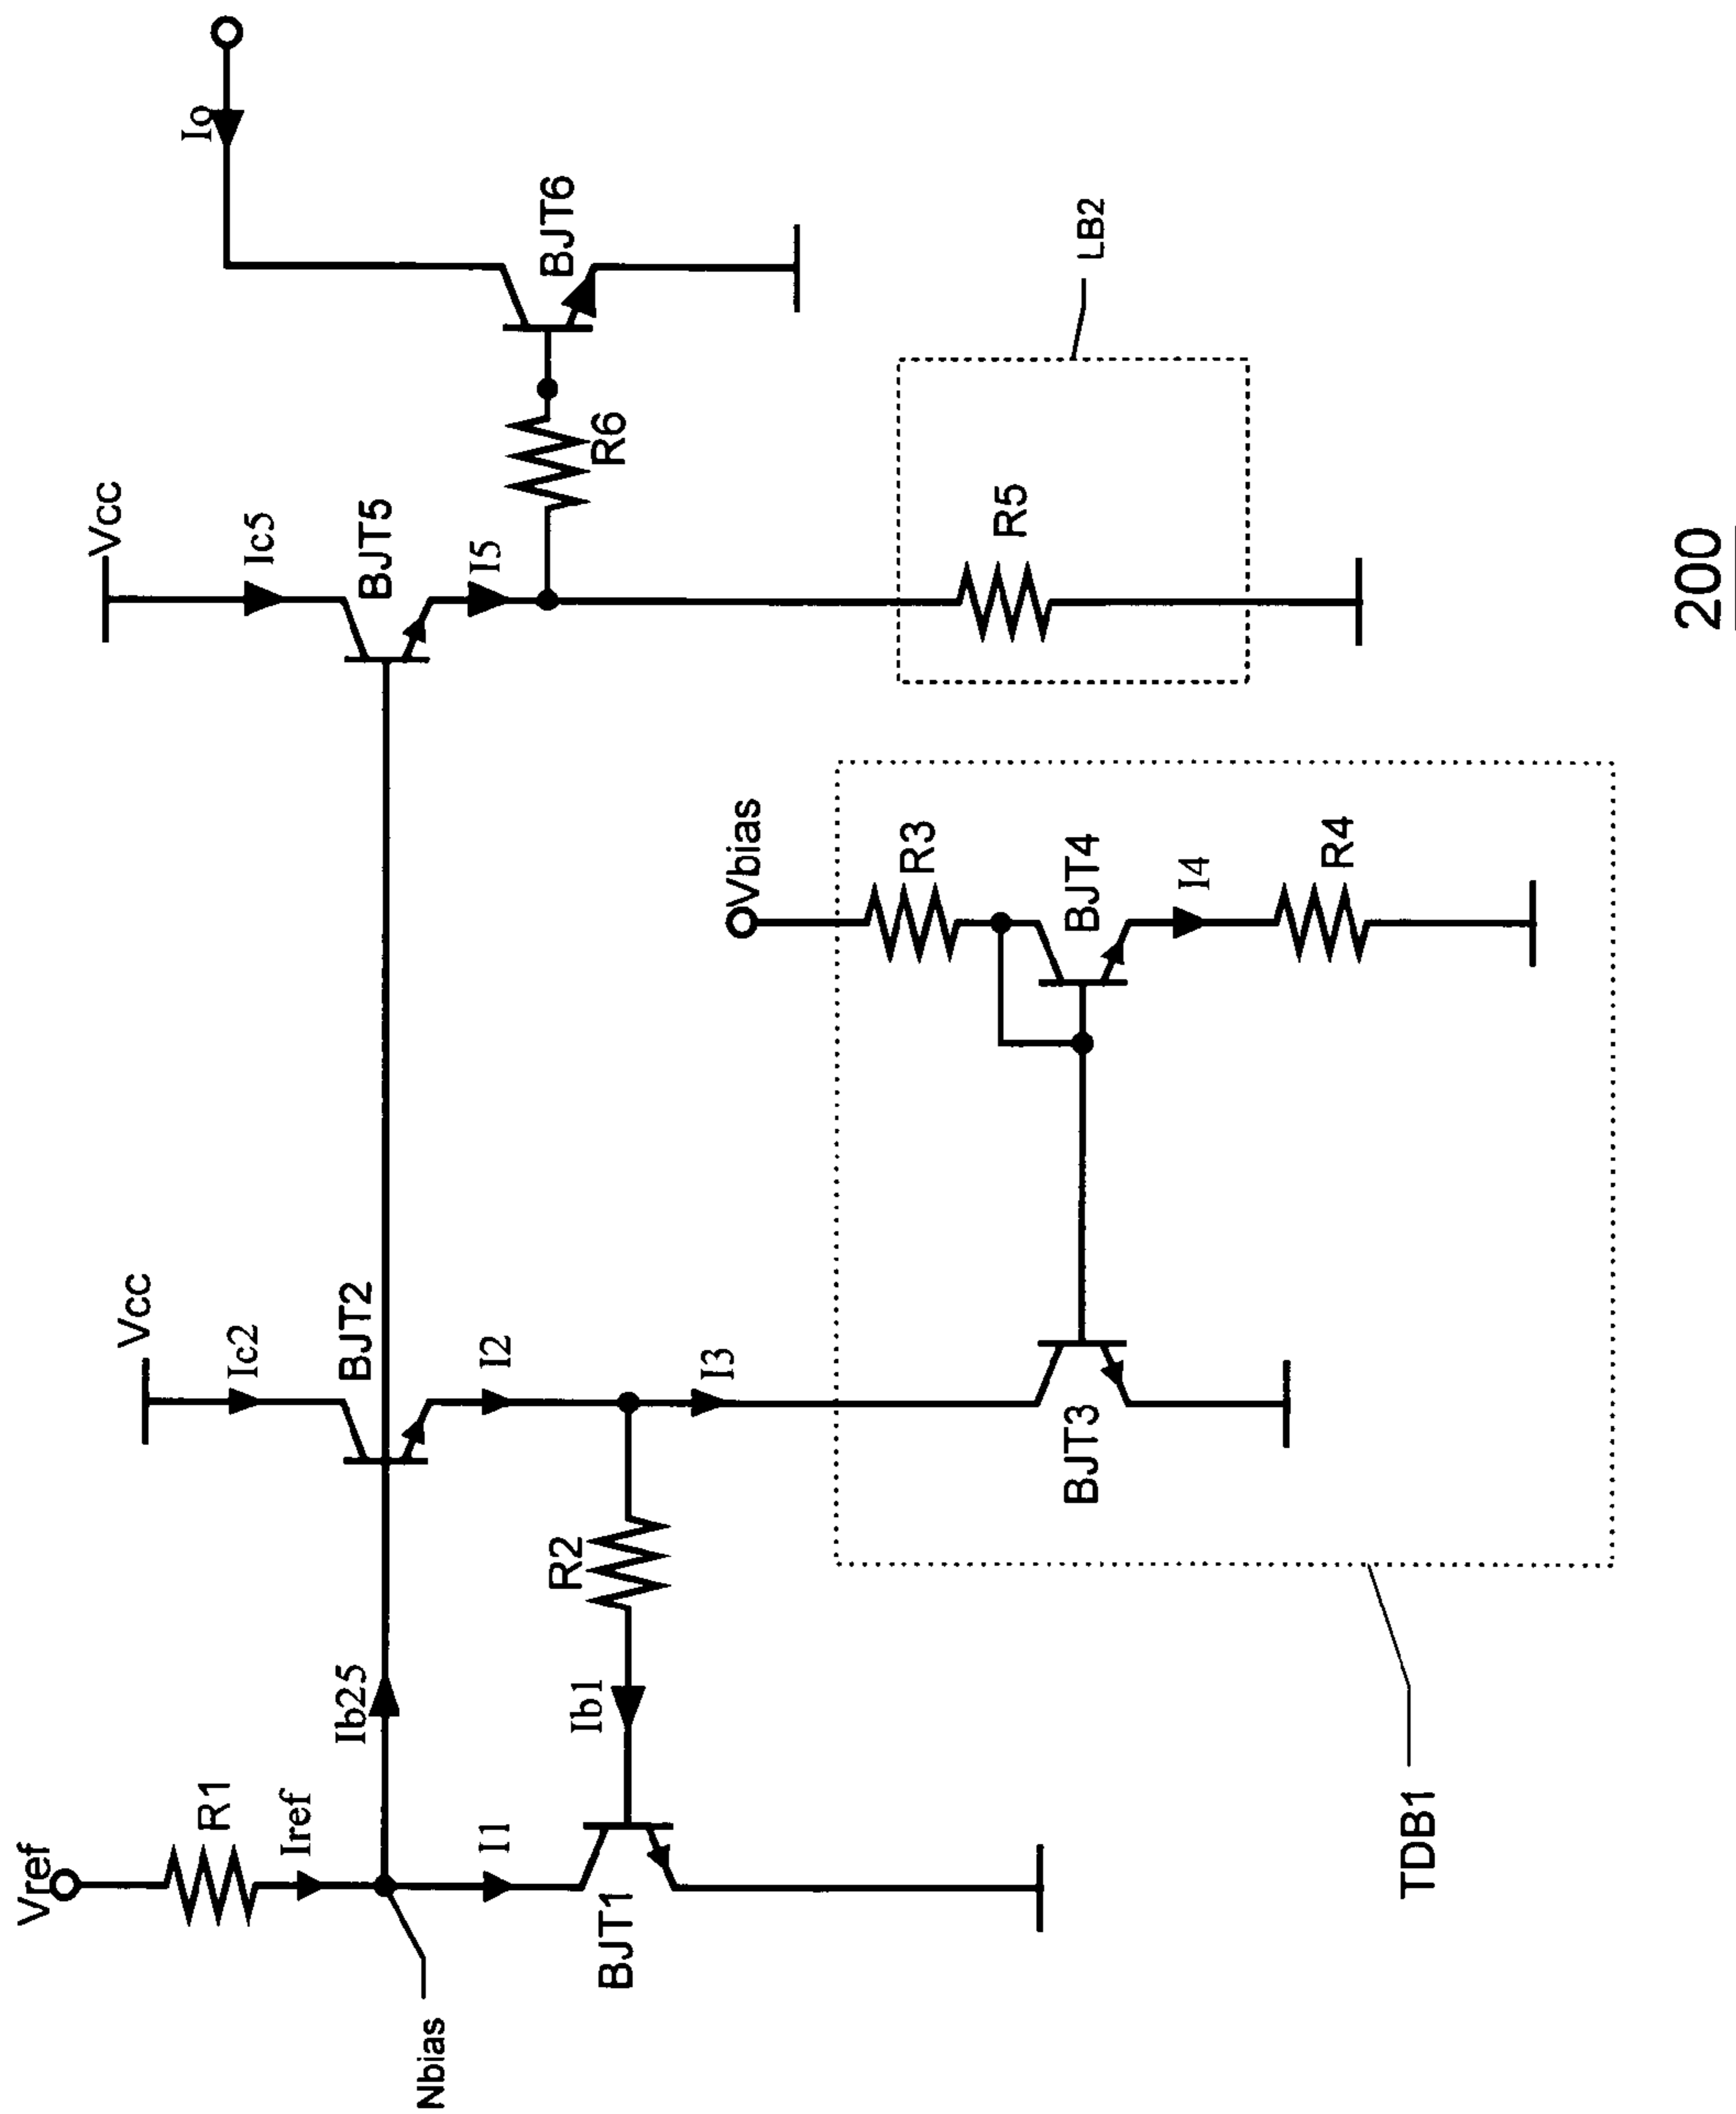 Vref
R1
Iref
Nbias
I1
BJT1
Ib25
Ib1
R2
Vcc
Ic2
BJT2
I2
I3
BJT3
TDB1
Vbias
R3
BJT4
I4
R4
Vcc
Ic5
BJT5
I5
R6
R5
LB2
BJT6
Io
200